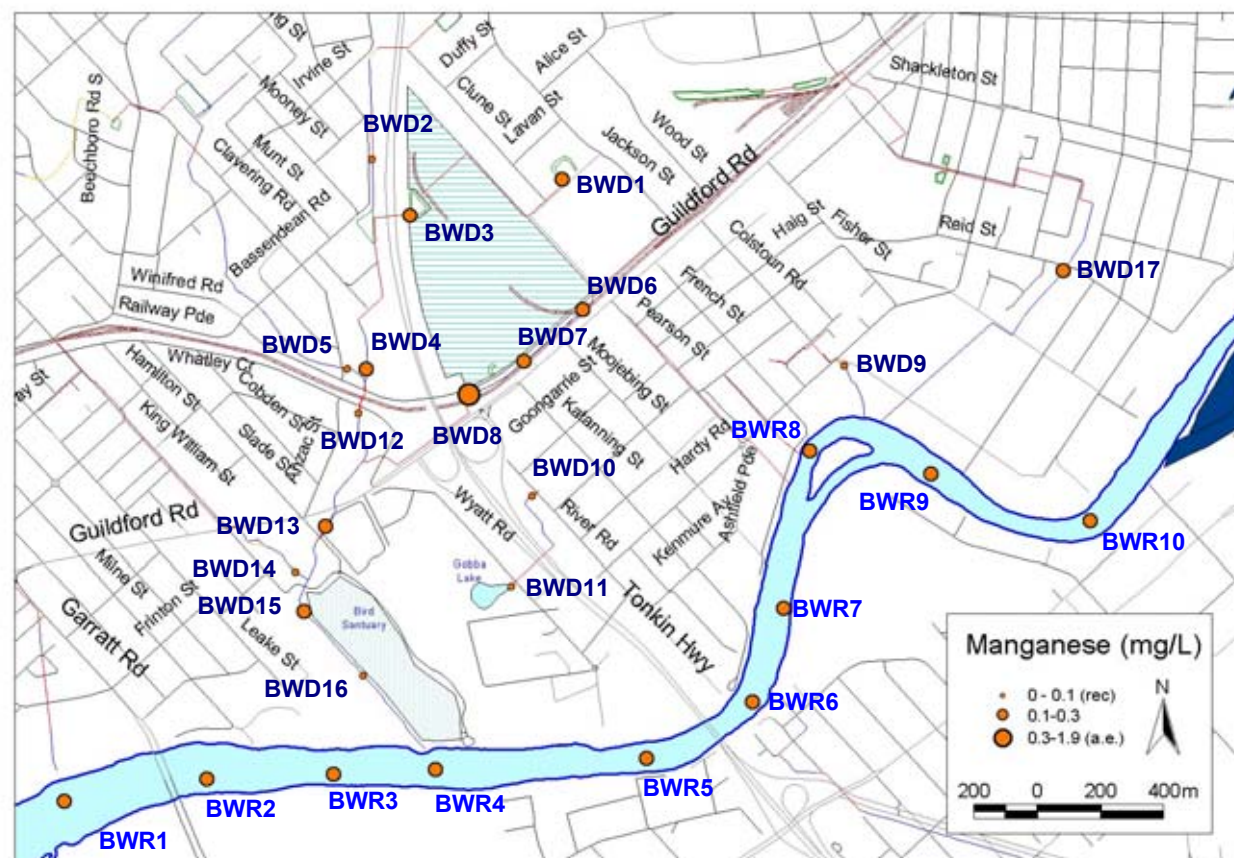 Irvine St
Duffy St
Alice St
Mooney St
Clune St
Lavan St
Shackleton St
Beechboro Rd S
BWD2
Munt St
Wood St
Jackson St
Clavering Rd
BWD1
Guildford Rd
Bassendean Rd
BWD3
Haig St
Fisher St
Reid St
Colstoun Rd
BWD17
Winifred Rd
BWD6
French St
Railway Pde
Pearson St
BWD5
BWD4
BWD7
Moojebing St
BWD9
Whatley Cr
Hamilton St
Cobden St
Goongarrie St
King William St
Slade St
Anzac St
BWD12
BWD8
Katanning St
Hardy Rd
BWR8
BWD10
Ashfield Pde
Wyatt Rd
River Rd
BWR9
Guildford Rd
BWD13
Kenmure Av
BWR10
Milne St
BWD14
Gobba
Lake
BWD11
Frinton St
BWD15
Bird
Santuary
BWR7
Tonkin Hwy
Garratt Rd
Leake St
BWD16
BWR6
BWR5
BWR2
BWR3
BWR4
BWR1
Manganese (mg/L)
0 - 0.1 (rec)
0.1-0.3
0.3-1.9 (a.e.)
N
200 0 200 400m